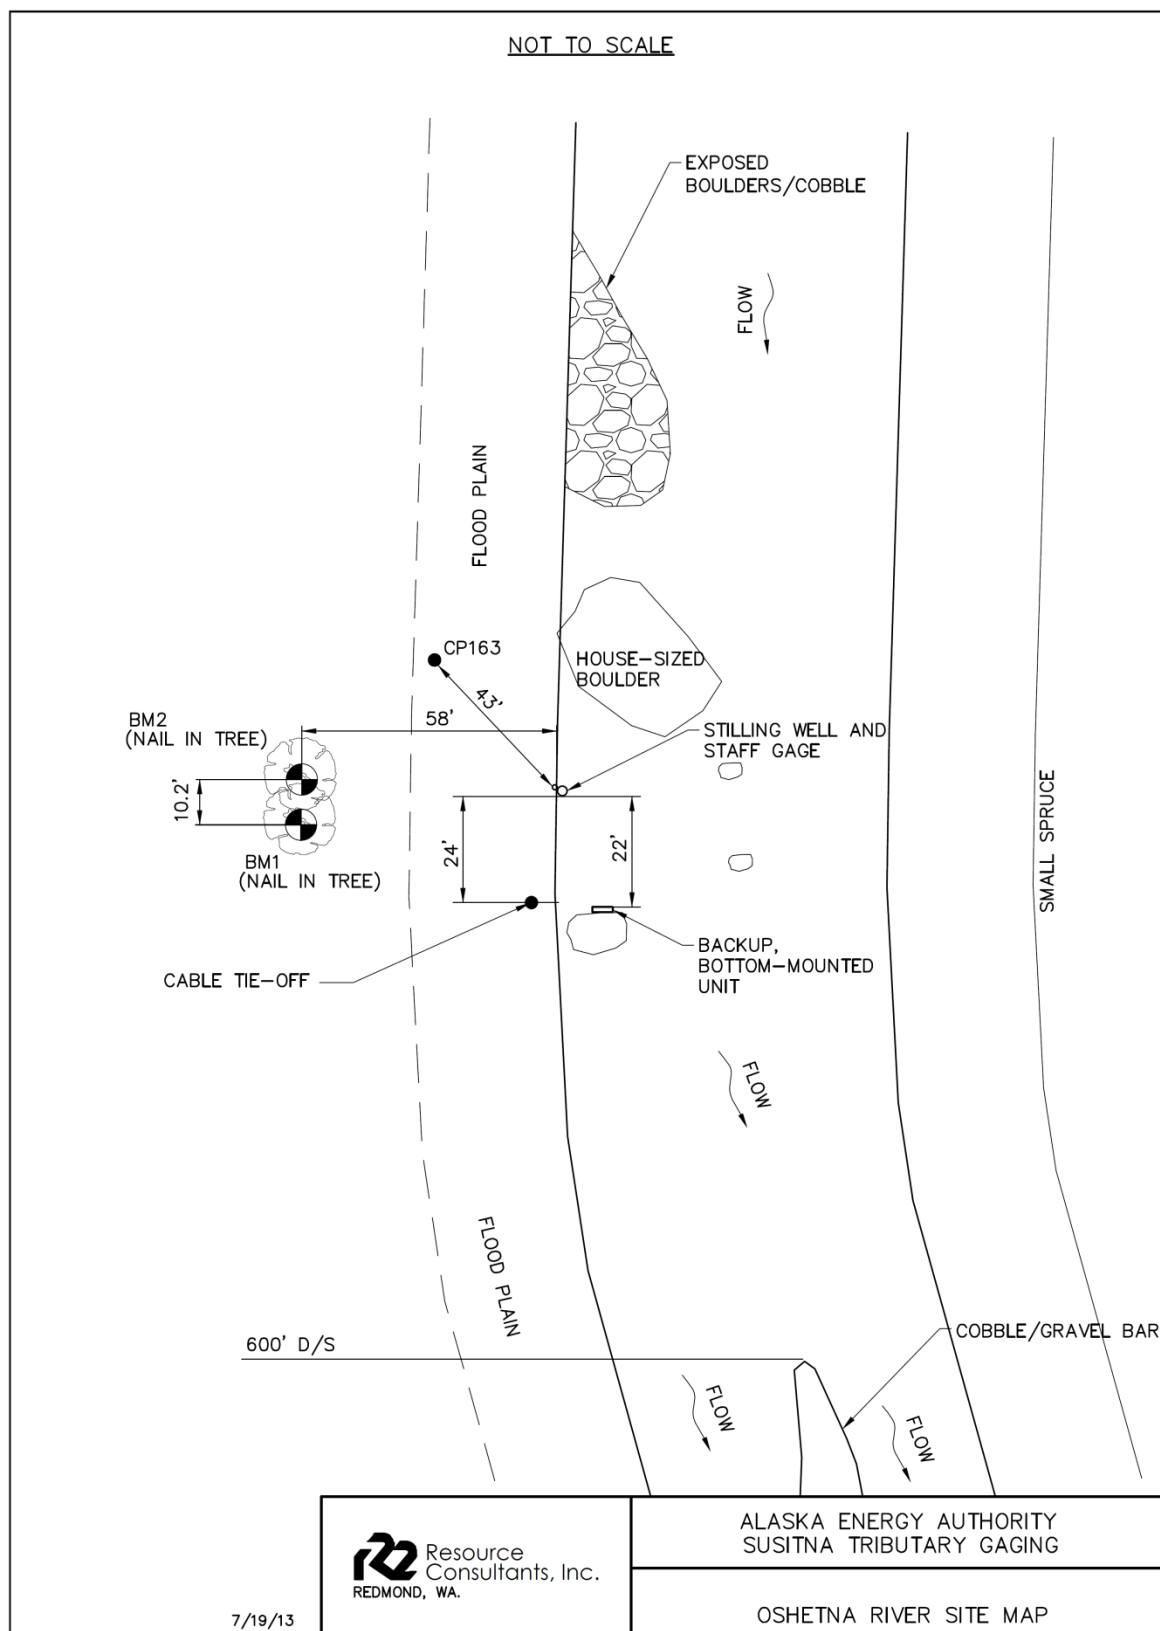 NOT TO SCALE
EXPOSED
BOULDERS/COBBLE
FLOW
FLOOD PLAIN
CP163
HOUSE-SIZED
BOULDER
43'
58'
BM2
(NAIL IN TREE)
STILLING WELL AND
STAFF GAGE
10.2'
24'
22'
SMALL SPRUCE
BM1
(NAIL IN TREE)
BACKUP,
BOTTOM-MOUNTED
UNIT
CABLE TIE-OFF
FLOW
FLOOD PLAIN
600' D/S
COBBLE/GRAVEL BAR
FLOW
FLOW
R2 Resource
Consultants, Inc.
REDMOND, WA.
ALASKA ENERGY AUTHORITY
SUSITNA TRIBUTARY GAGING
7/19/13
OSHETNA RIVER SITE MAP